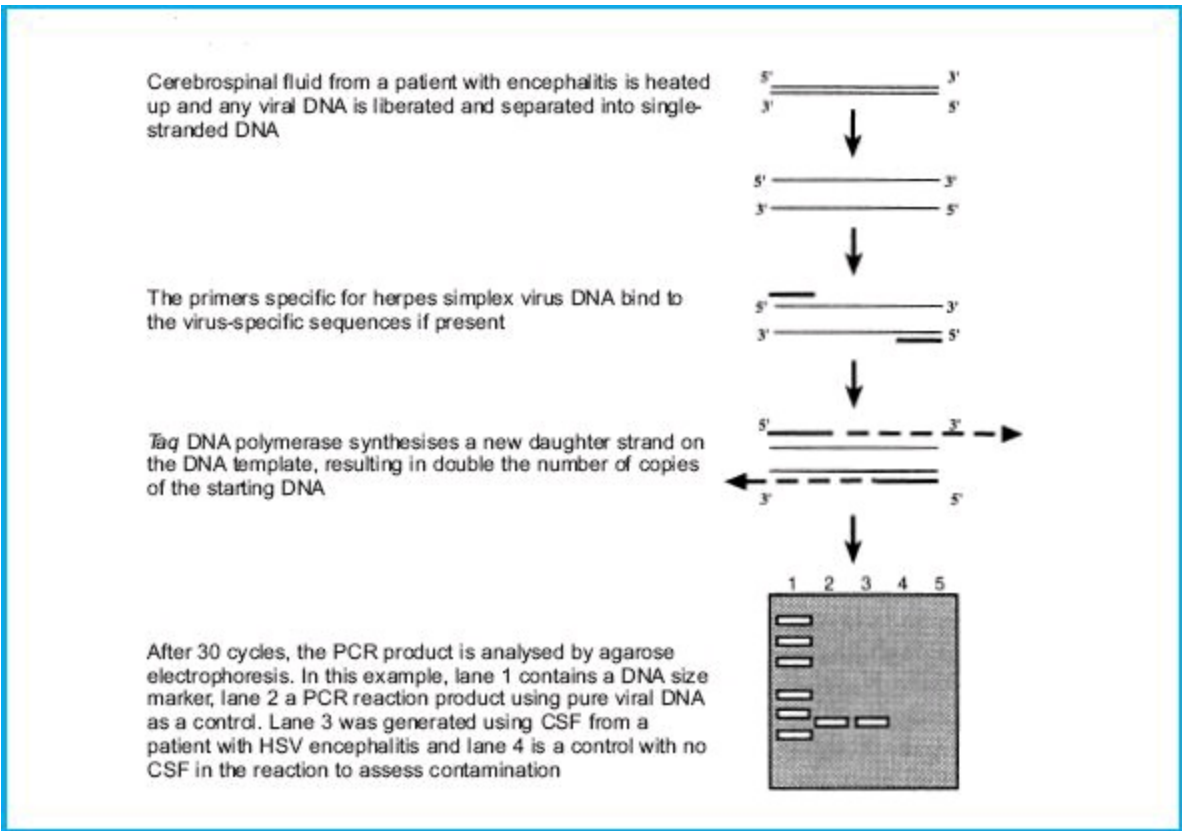 Cerebrospinal fluid from a patient with encephalitis is heated
up and any viral DNA is liberated and separated into single-
stranded DNA
5' 3'
3' 5'
5' 3'
3' 5'
The primers specific for herpes simplex virus DNA bind to
the virus-specific sequences if present
5' 3'
3' 5'
Taq DNA polymerase synthesises a new daughter strand on
the DNA template, resulting in double the number of copies
of the starting DNA
5' 3'
3' 5'
1 2 3 4 5
After 30 cycles, the PCR product is analysed by agarose
electrophoresis. In this example, lane 1 contains a DNA size
marker, lane 2 a PCR reaction product using pure viral DNA
as a control. Lane 3 was generated using CSF from a
patient with HSV encephalitis and lane 4 is a control with no
CSF in the reaction to assess contamination